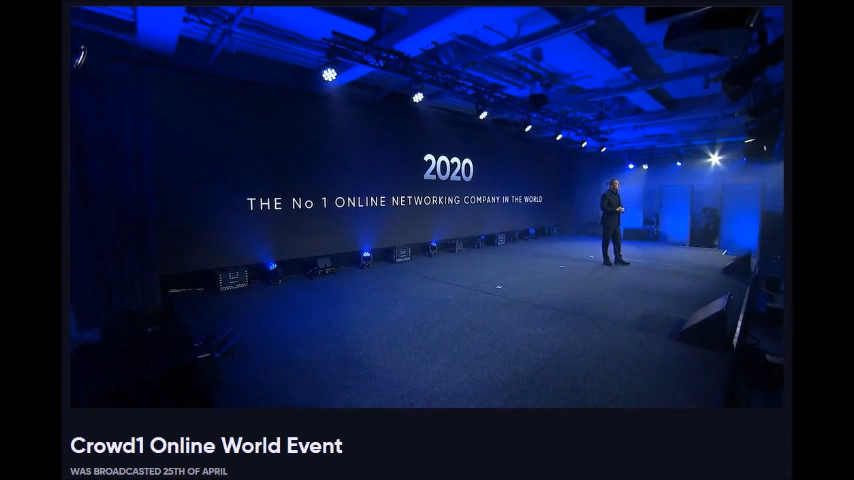 2020
THE No 1 ONLINE NETWORKING COMPANY IN THE WORLD
Crowd1 Online World Event
WAS BROADCASTED 25TH OF APRIL